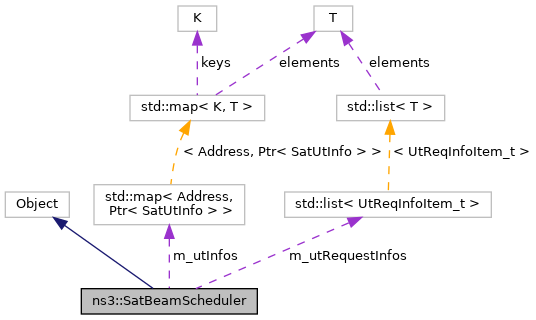 K
T
keys
elements
elements
std::map< K, T >
std::list< T >
< Address, Ptr< SatUtInfo > >
< UtReqInfoItem_t >
Object
std::map< Address,
Ptr< SatUtInfo > >
std::list< UtReqInfoItem_t >
m_utInfos
m_utRequestInfos
ns3::SatBeamScheduler